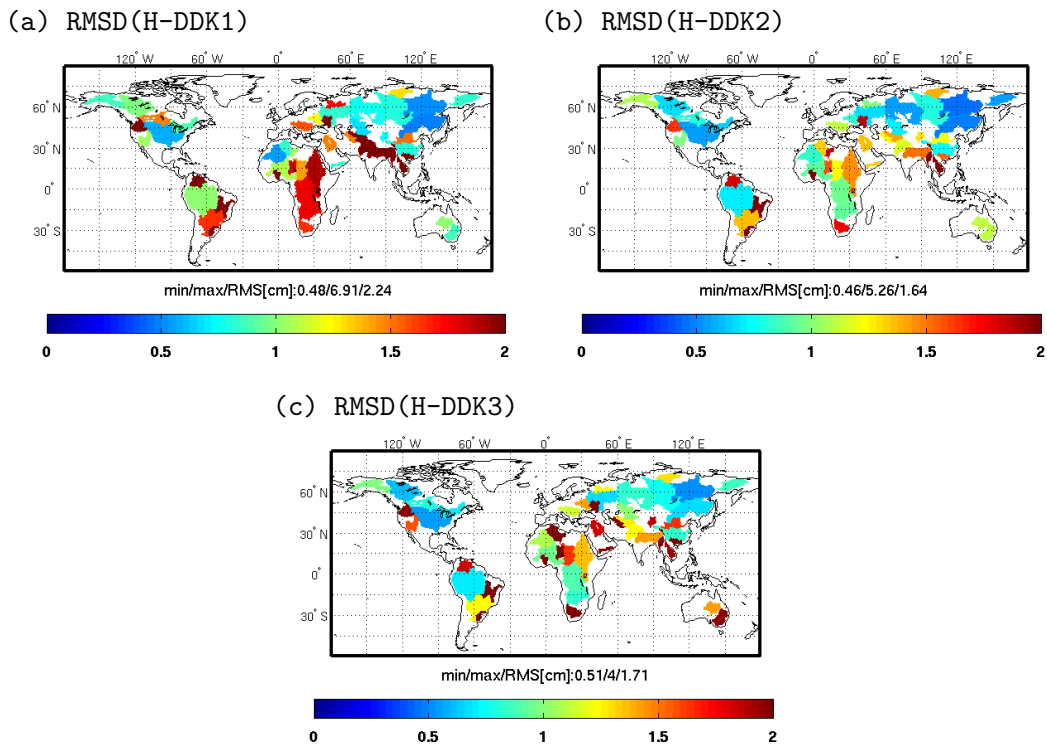 (a) RMSD(H-DDK1)
120° W 60° W 0° 60° E 120° E
60° N
30° N
0°
30° S
min/max/RMS[cm]:0.48/6.91/2.24
0 0.5 1 1.5 2
(b) RMSD(H-DDK2)
120° W 60° W 0° 60° E 120° E
60° N
30° N
0°
30° S
min/max/RMS[cm]:0.46/5.26/1.64
0 0.5 1 1.5 2
(c) RMSD(H-DDK3)
120° W 60° W 0° 60° E 120° E
60° N
30° N
0°
30° S
min/max/RMS[cm]:0.51/4/1.71
0 0.5 1 1.5 2